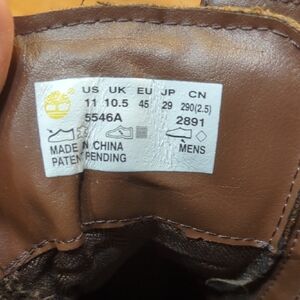 US UK EU JP CN
11 10.5 45 29 290(2.5)
5546A 2891
MADE IN CHINA MENS
PATENT PENDING